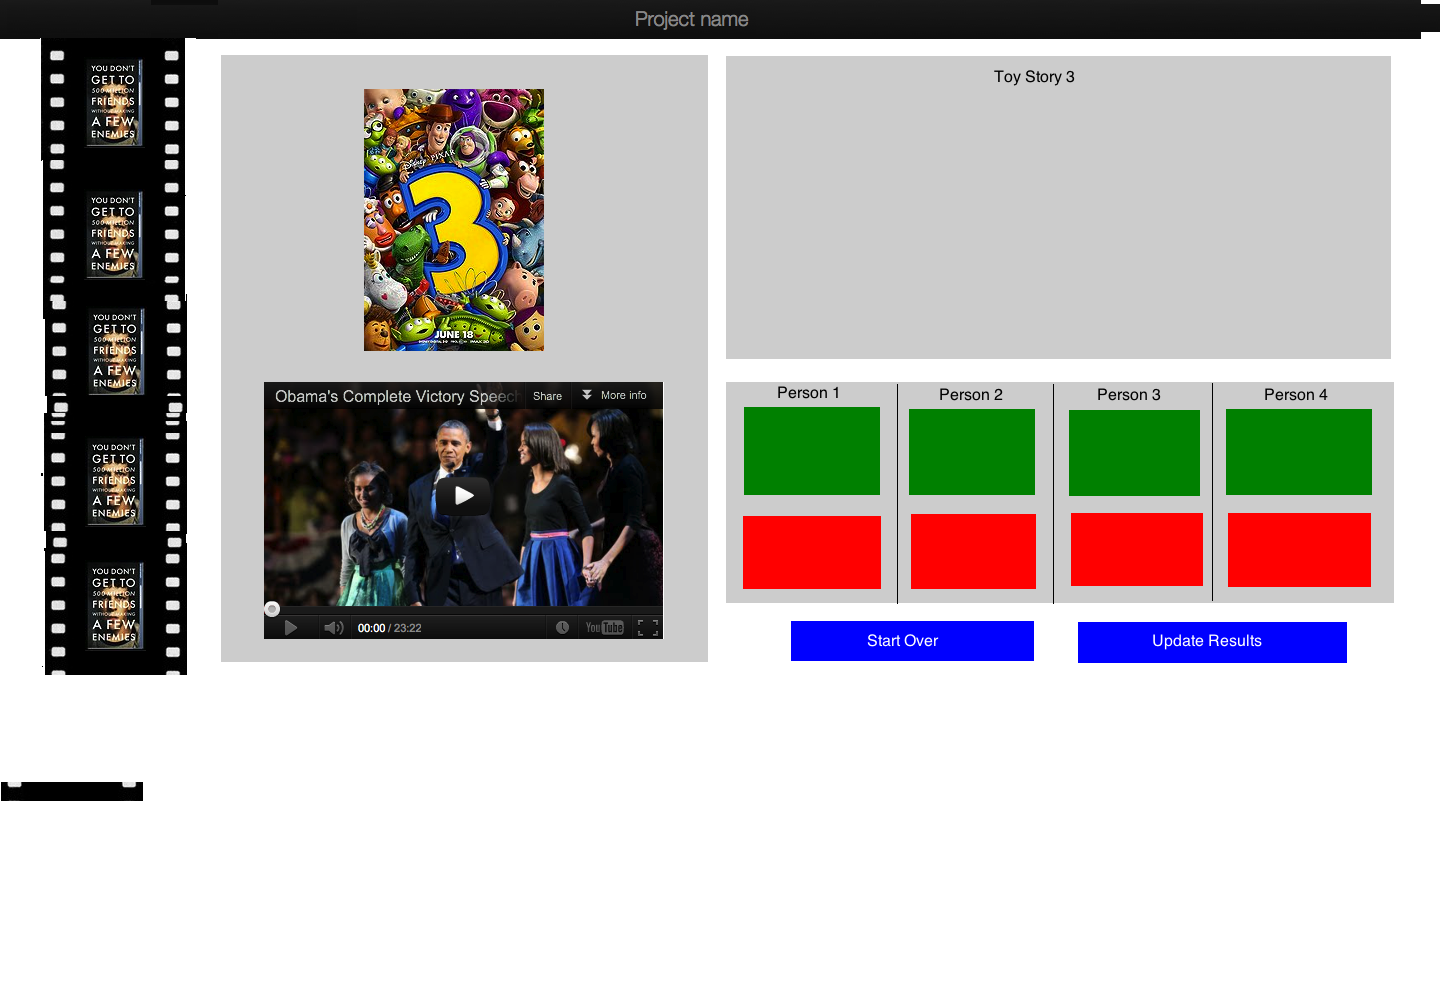 Project name
YOU DON'T
GET TO
500 MILLION
FRIENDS
WITHOUT MAKING
A FEW
ENEMIES
YOU DON'T
GET TO
500 MILLION
FRIENDS
WITHOUT MAKING
A FEW
ENEMIES
YOU DON'T
GET TO
500 MILLION
FRIENDS
WITHOUT MAKING
A FEW
ENEMIES
YOU DON'T
GET TO
500 MILLION
FRIENDS
WITHOUT MAKING
A FEW
ENEMIES
YOU DON'T
GET TO
500 MILLION
FRIENDS
WITHOUT MAKING
A FEW
ENEMIES
Disney PIXAR
3
JUNE 18
Obama's Complete Victory Speech
Share
More info
00:00 / 23:22
YouTube
Toy Story 3
Person 1
Person 2
Person 3
Person 4
Start Over
Update Results